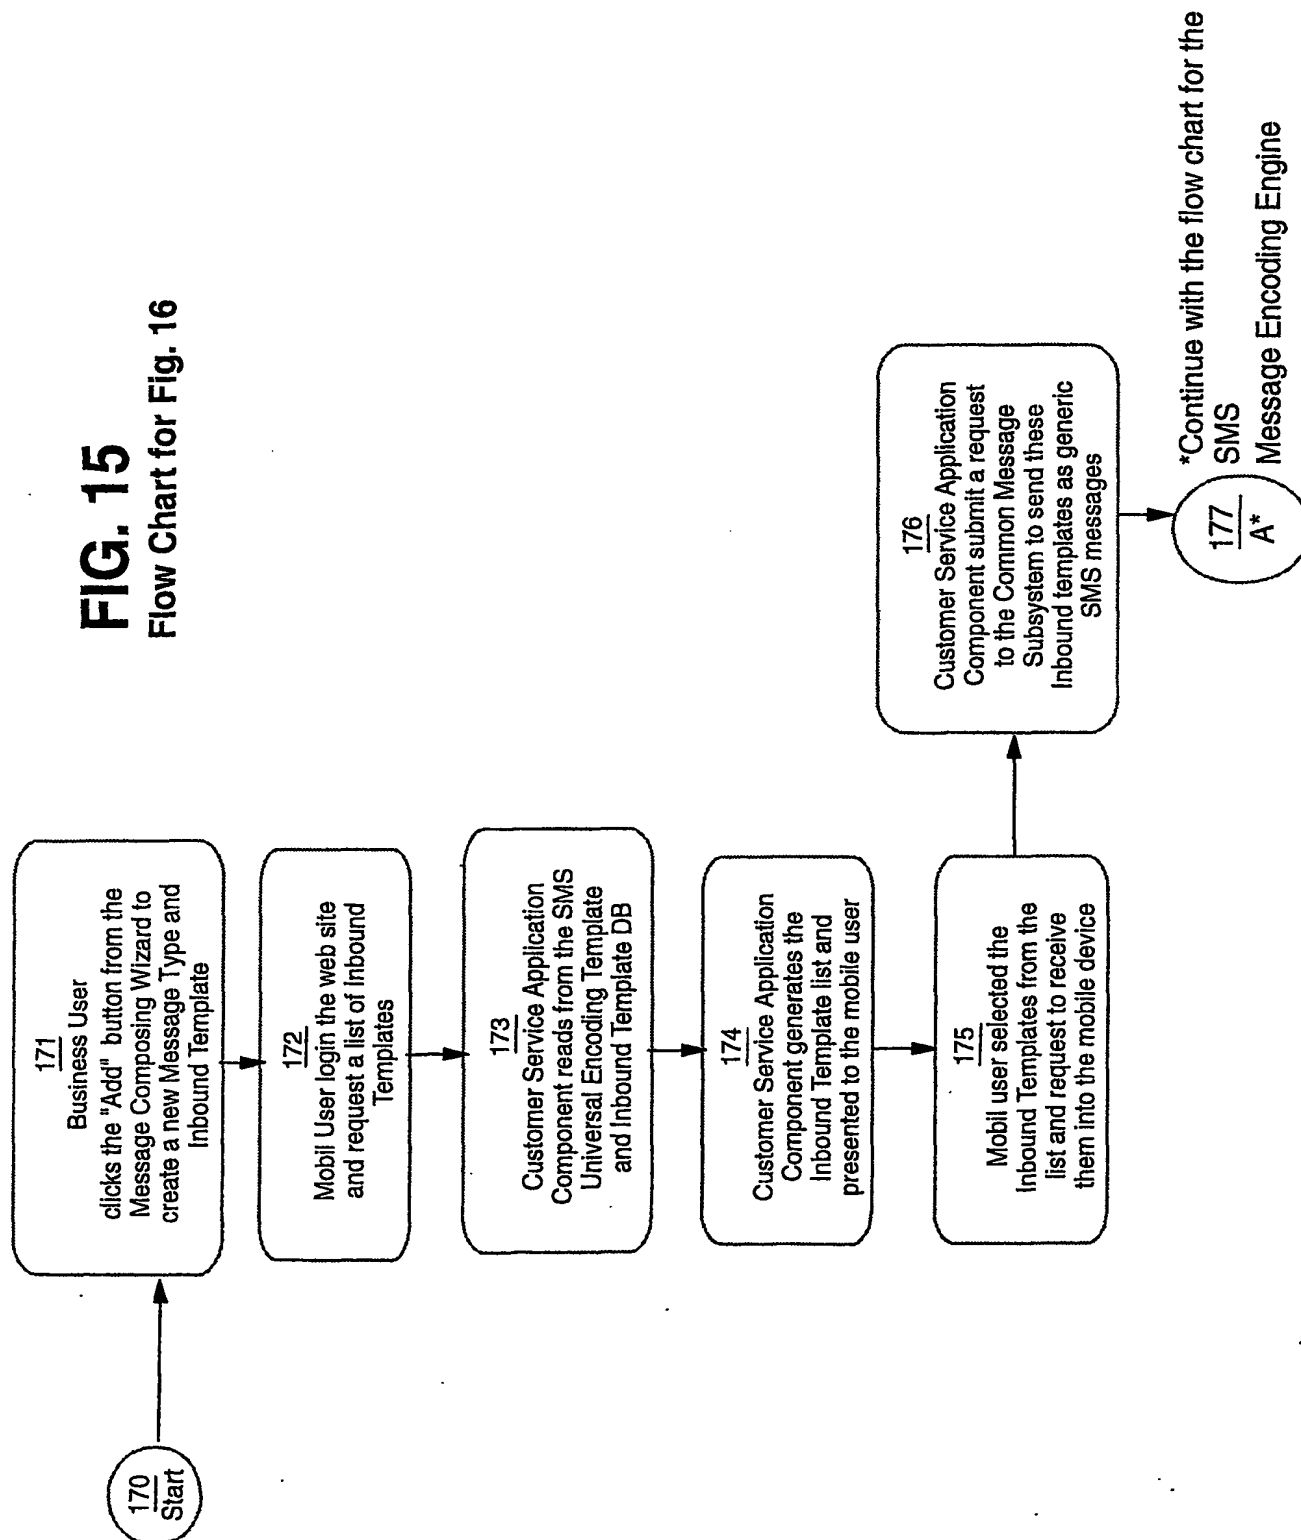 FIG. 15
Flow Chart for Fig. 16
170
Start
171
Business User
clicks the "Add" button from the
Message Composing Wizard to
create a new Message Type and
Inbound Template
172
Mobil User login the web site
and request a list of Inbound
Templates
173
Customer Service Application
Component reads from the SMS
Universal Encoding Template
and Inbound Template DB
174
Customer Service Application
Component generates the
Inbound Template list and
presented to the mobile user
175
Mobil user selected the
Inbound Templates from the
list and request to receive
them into the mobile device
176
Customer Service Application
Component submit a request
to the Common Message
Subsystem to send these
Inbound templates as generic
SMS messages
177
A*
*Continue with the flow chart for the
SMS
Message Encoding Engine